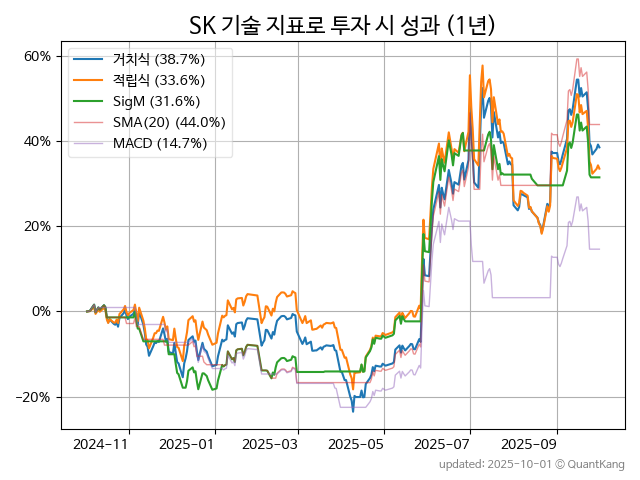 SK 기술 지표로 투자 시 성과 (1년)
60%
40%
20%
0%
−20%
거치식 (38.7%)
적립식 (33.6%)
SigM (31.6%)
SMA(20) (44.0%)
MACD (14.7%)
2024-11
2025-01
2025-03
2025-05
2025-07
2025-09
updated: 2025-10-01 © QuantKang